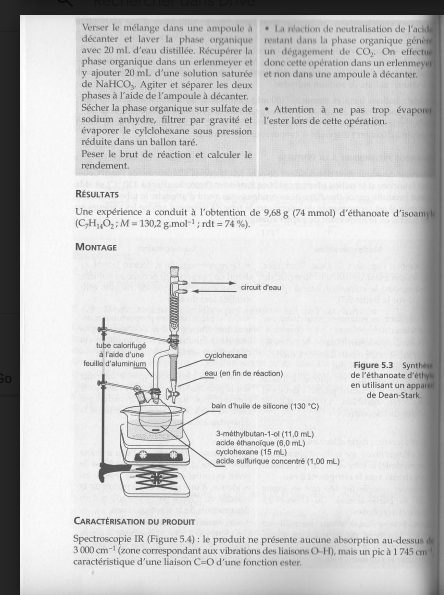 Rechercher dans Drive
Verser le mélange dans une ampoule à
décanter et laver la phase organique
avec 20 mL d'eau distillée. Récupérer la
phase organique dans un erlenmeyer et
y ajouter 20 mL d'une solution saturée
de NaHCO₃. Agiter et séparer les deux
phases à l'aide de l'ampoule à décanter.
Sécher la phase organique sur sulfate de
sodium anhydre, filtrer par gravité et
évaporer le cylclohexane sous pression
réduite dans un ballon taré.
Peser le brut de réaction et calculer le
rendement.
• La réaction de neutralisation de l'acide
restant dans la phase organique génère
un dégagement de CO₂. On effectue
donc cette opération dans un erlenmeyer
et non dans une ampoule à décanter.
• Attention à ne pas trop évaporer
l'ester lors de cette opération.
RÉSULTATS
Une expérience a conduit à l'obtention de 9,68 g (74 mmol) d'éthanoate d'isoamyle
(C₇H₁₄O₂ ; M = 130,2 g.mol⁻¹ ; rdt = 74 %).
MONTAGE
circuit d'eau
tube calorifugé
à l'aide d'une
feuille d'aluminium
cyclohexane
eau (en fin de réaction)
bain d'huile de silicone (130 °C)
3-méthylbutan-1-ol (11,0 mL)
acide éthanoïque (6,0 mL)
cyclohexane (15 mL)
acide sulfurique concentré (1,00 mL)
Figure 5.3 Synthèse
de l'éthanoate d'éthyle
en utilisant un appareil
de Dean-Stark.
CARACTÉRISATION DU PRODUIT
Spectroscopie IR (Figure 5.4) : le produit ne présente aucune absorption au-dessus de
3 000 cm⁻¹ (zone correspondant aux vibrations des liaisons O–H), mais un pic à 1 745 cm⁻¹
caractéristique d'une liaison C=O d'une fonction ester.